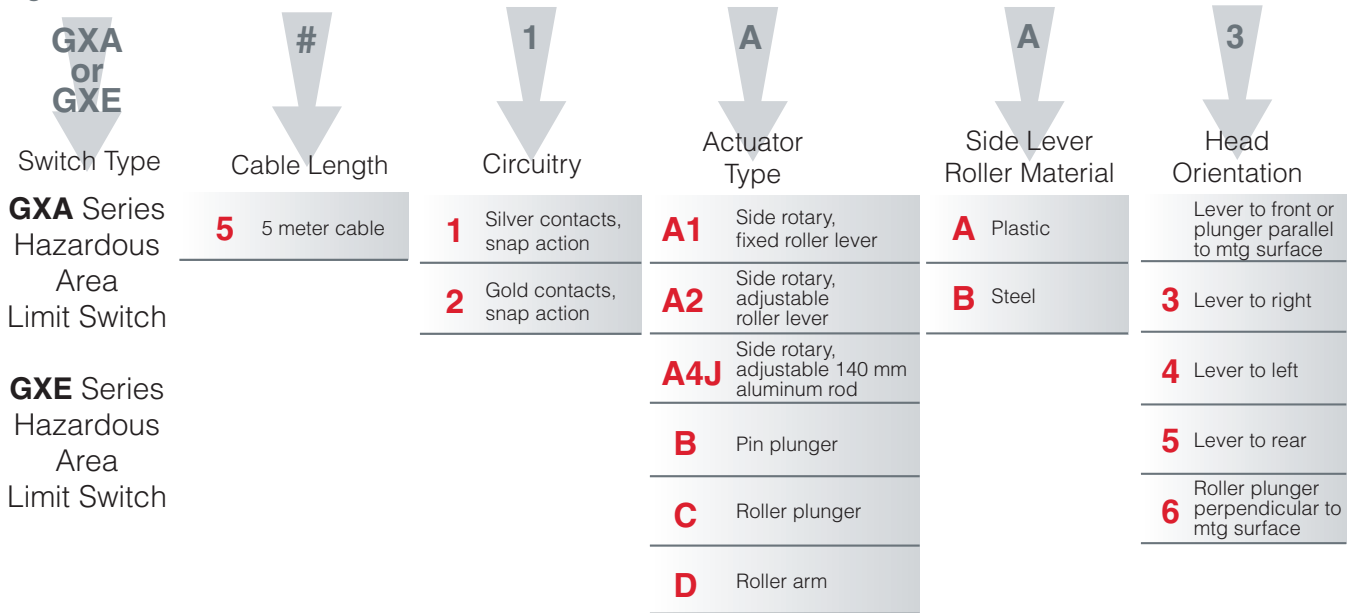 GXA
or
GXE
#
1
A
A
3
Switch Type
Cable Length
Circuitry
Actuator
Type
Side Lever
Roller Material
Head
Orientation
GXA Series
Hazardous
Area
Limit Switch
GXE Series
Hazardous
Area
Limit Switch
5 5 meter cable
1 Silver contacts,
snap action
2 Gold contacts,
snap action
A1 Side rotary,
fixed roller lever
A2 Side rotary,
adjustable
roller lever
A4J Side rotary,
adjustable 140 mm
aluminum rod
B Pin plunger
C Roller plunger
D Roller arm
A Plastic
B Steel
Lever to front or
plunger parallel
to mtg surface
3 Lever to right
4 Lever to left
5 Lever to rear
6 Roller plunger
perpendicular to
mtg surface